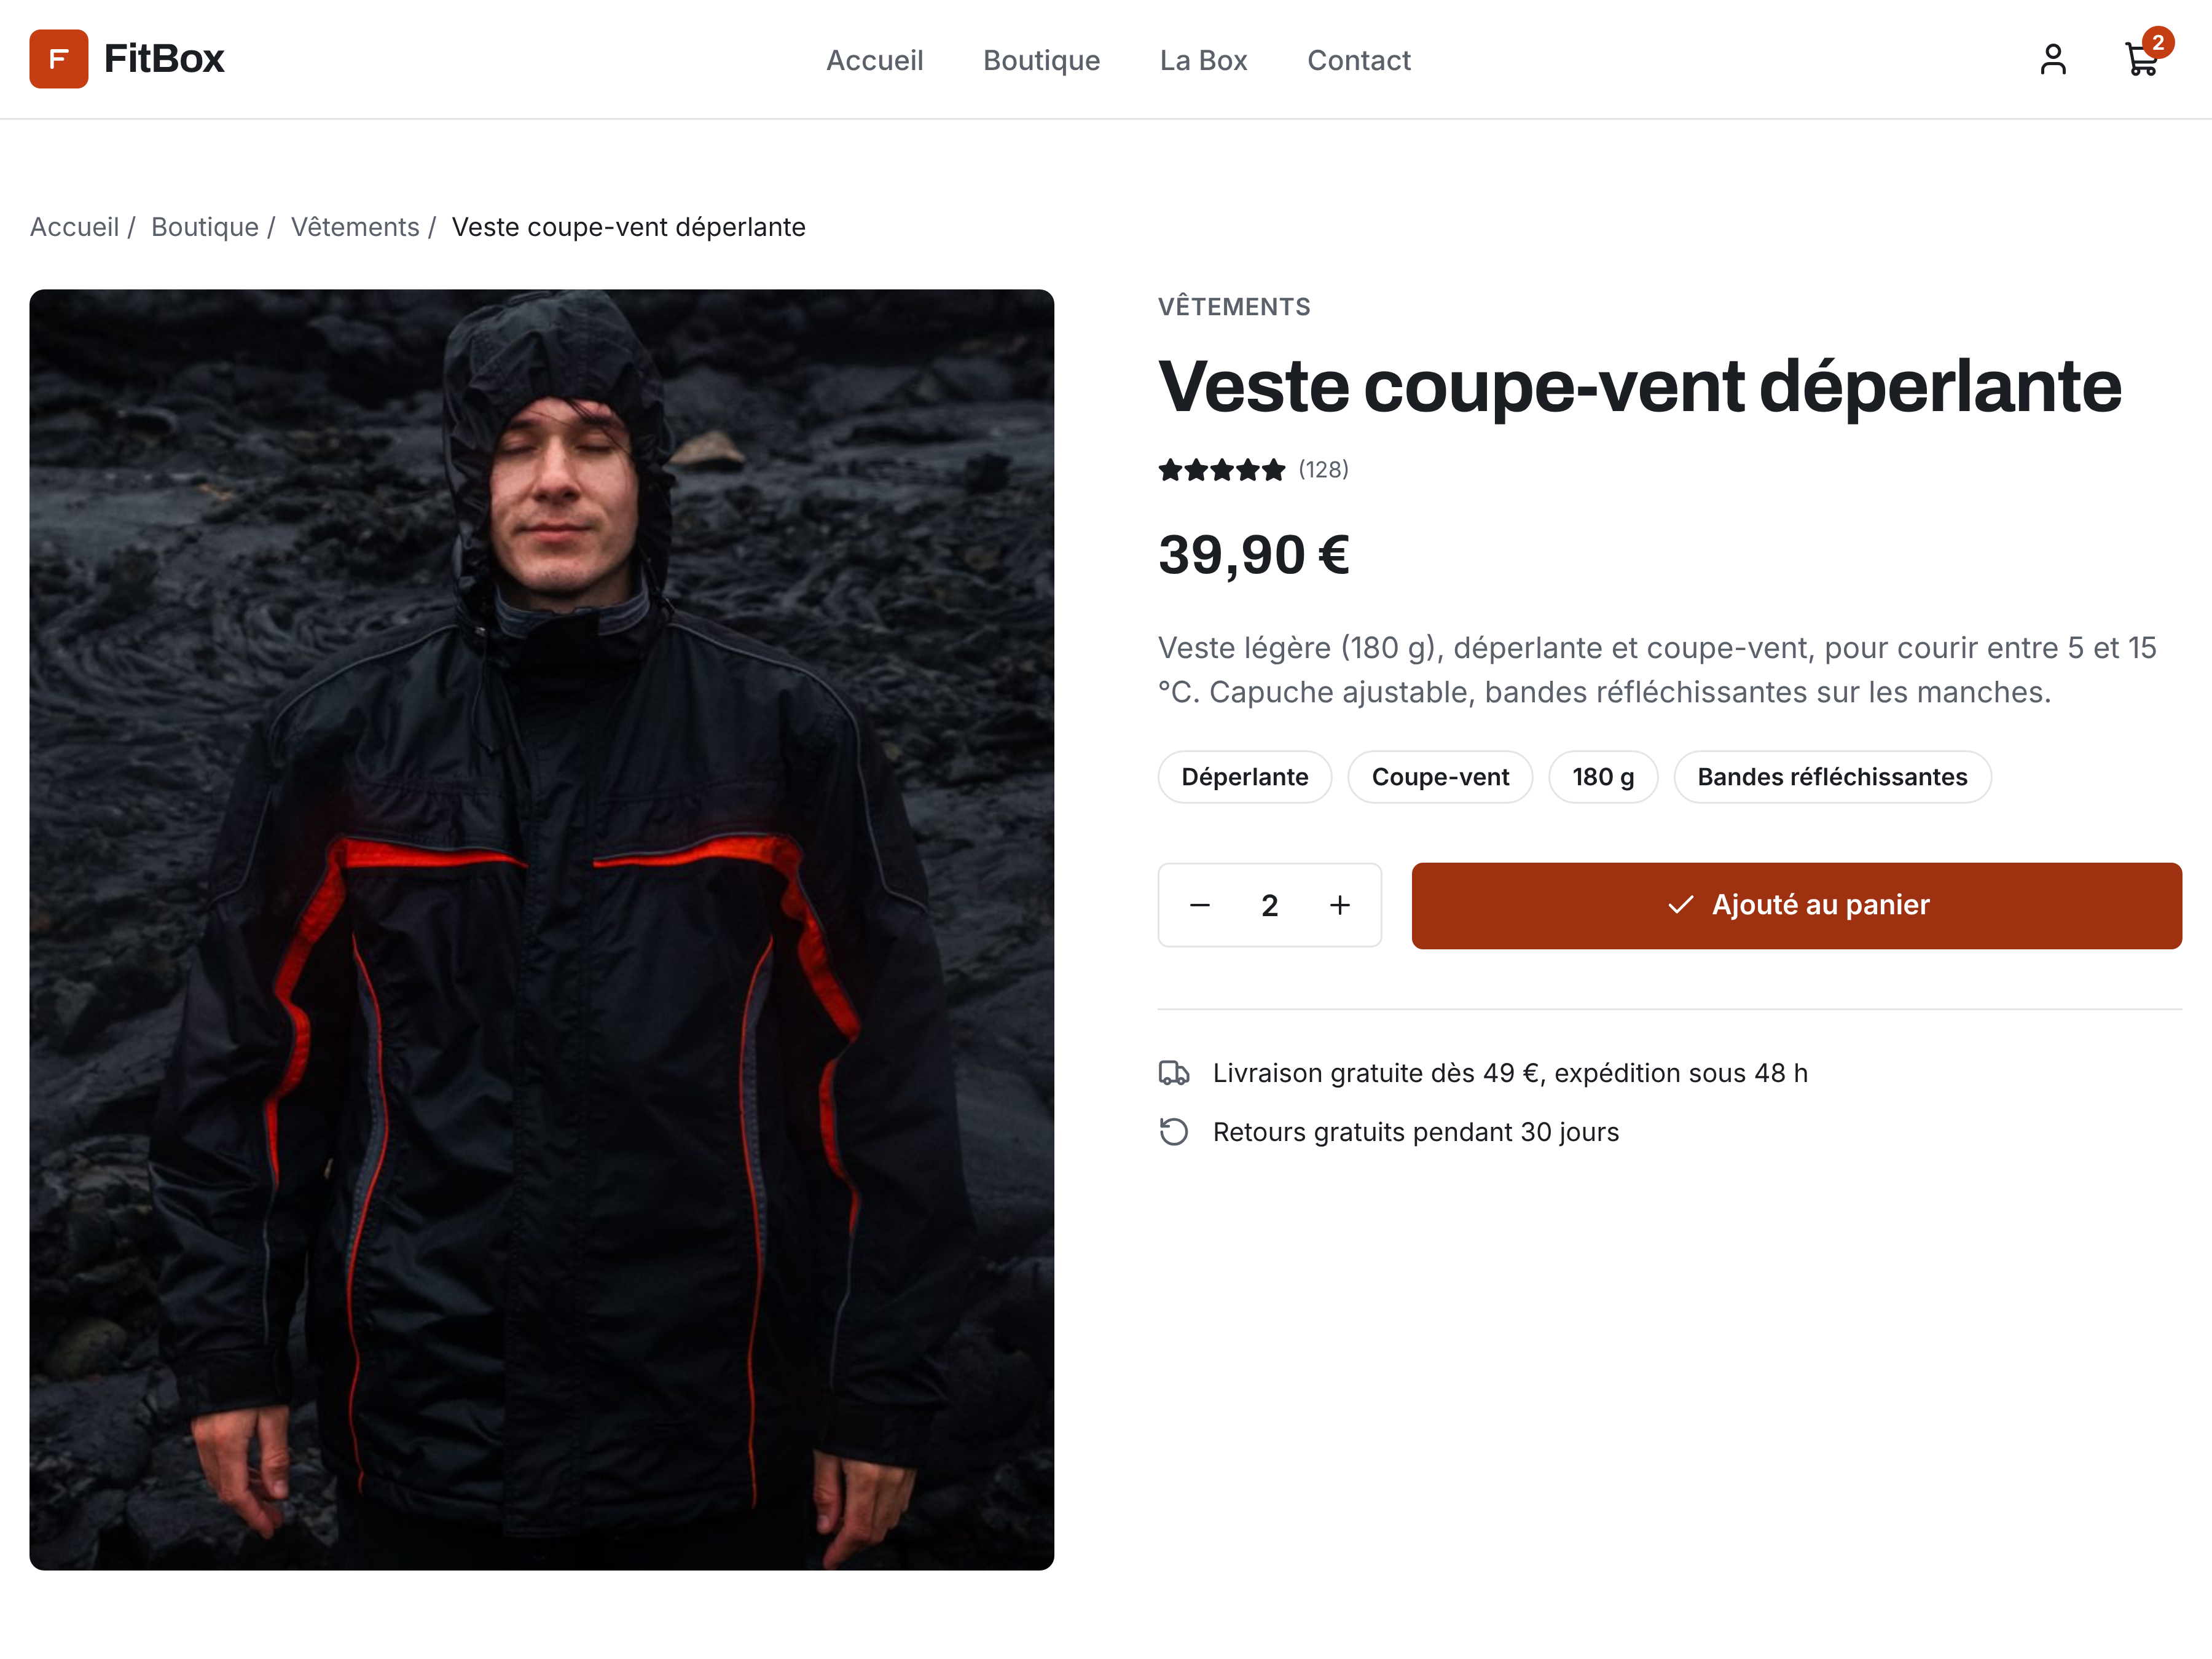 F FitBox
Accueil Boutique La Box Contact
2
Accueil / Boutique / Vêtements / Veste coupe-vent déperlante
VÊTEMENTS
Veste coupe-vent déperlante
(128)
39,90 €
Veste légère (180 g), déperlante et coupe-vent, pour courir entre 5 et 15
°C. Capuche ajustable, bandes réfléchissantes sur les manches.
Déperlante Coupe-vent 180 g Bandes réfléchissantes
− 2 + Ajouté au panier
Livraison gratuite dès 49 €, expédition sous 48 h
Retours gratuits pendant 30 jours